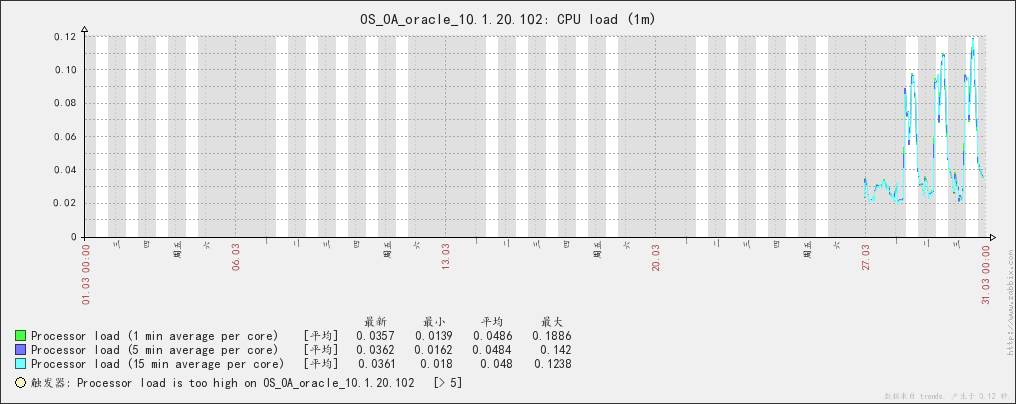 OS_OA_oracle_10.1.20.102: CPU load (1m)
0.12
0.10
0.08
0.06
0.04
0.02
0
01.03 00:00 三 四 周五 六 06.03 一 二 三 四 周五 六 13.03 一 二 三 四 周五 六 20.03 一 二 三 四 周五 六 27.03 一 二 三 31.03 00:00
http://www.zabbix.com
最新 最小 平均 最大
Processor load (1 min average per core) [平均] 0.0357 0.0139 0.0486 0.1886
Processor load (5 min average per core) [平均] 0.0362 0.0162 0.0484 0.142
Processor load (15 min average per core) [平均] 0.0361 0.018 0.048 0.1238
触发器: Processor load is too high on OS_OA_oracle_10.1.20.102 [> 5]
数据来自 trends. 产生于 0.12 秒